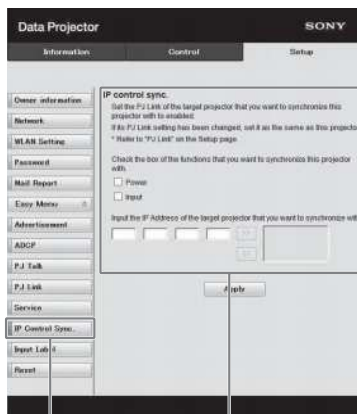 Data Projector
SONY
Information
Control
Setup
Owner information
Network
WLAN Setting
Password
Mail Report
Easy Menu
Advertisement
ADCP
PJ Talk
PJ Link
Service
IP Control Sync.
Input Label
Reset
IP control sync.
Set the PJ Link of the target projector that you want to synchronize this
projector with to enabled.
If its PJ Link setting has been changed, set it as the same as this projecto
* Refer to "PJ Link" on the Setup page.
Check the box of the functions that you want to synchronize this projector
with.
Power
Input
Input the IP Address of the target projector that you want to synchronize with
Apply